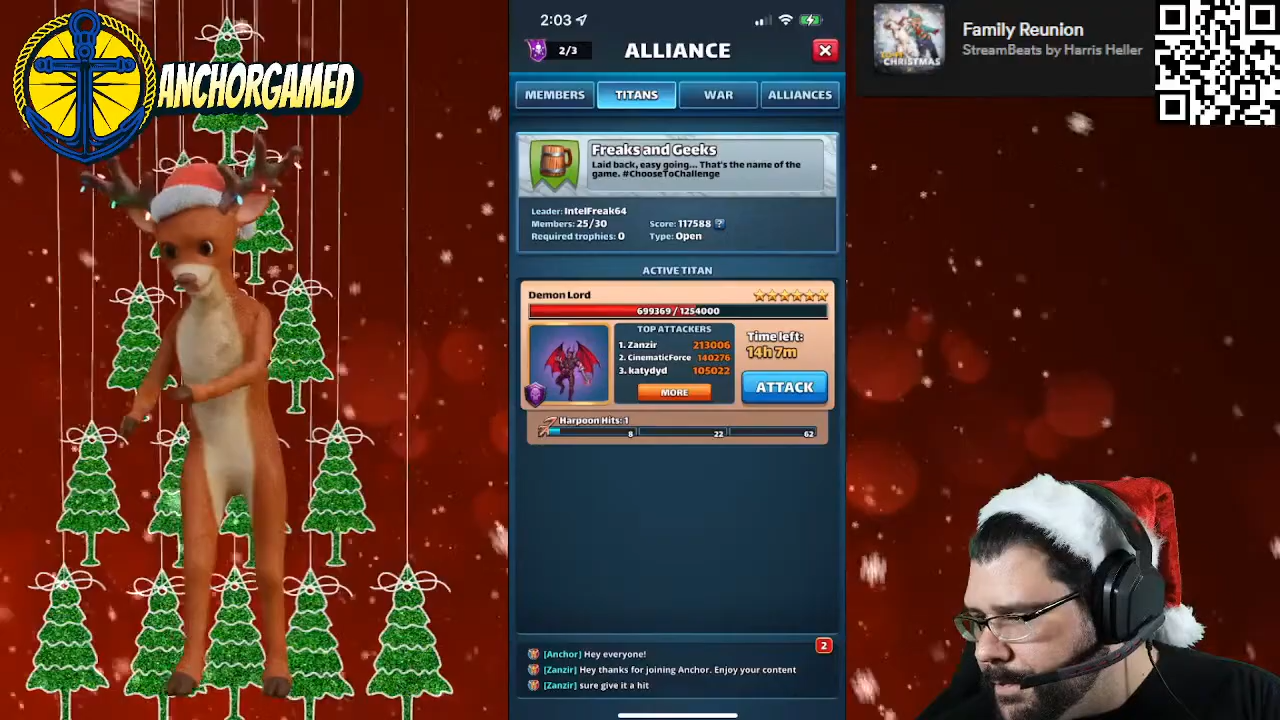 ANCHORGAMED
2:03
2/3
ALLIANCE
MEMBERS
TITANS
WAR
ALLIANCES
Freaks and Geeks
Laid back, easy going... That's the name of the
game. #ChooseToChallenge
Leader: IntelFreak64
Members: 25/30
Score: 117588 ?
Required trophies: 0
Type: Open
ACTIVE TITAN
Demon Lord
699369 / 1254000
TOP ATTACKERS
1. Zanzir 213006
2. CinematicForce 140276
3. katydyd 105022
MORE
Time left:
14h 7m
ATTACK
Harpoon Hits: 1
8
22
62
2
[Anchor] Hey everyone!
[Zanzir] Hey thanks for joining Anchor. Enjoy your content
[Zanzir] sure give it a hit
CHRISTMAS
Family Reunion
StreamBeats by Harris Heller